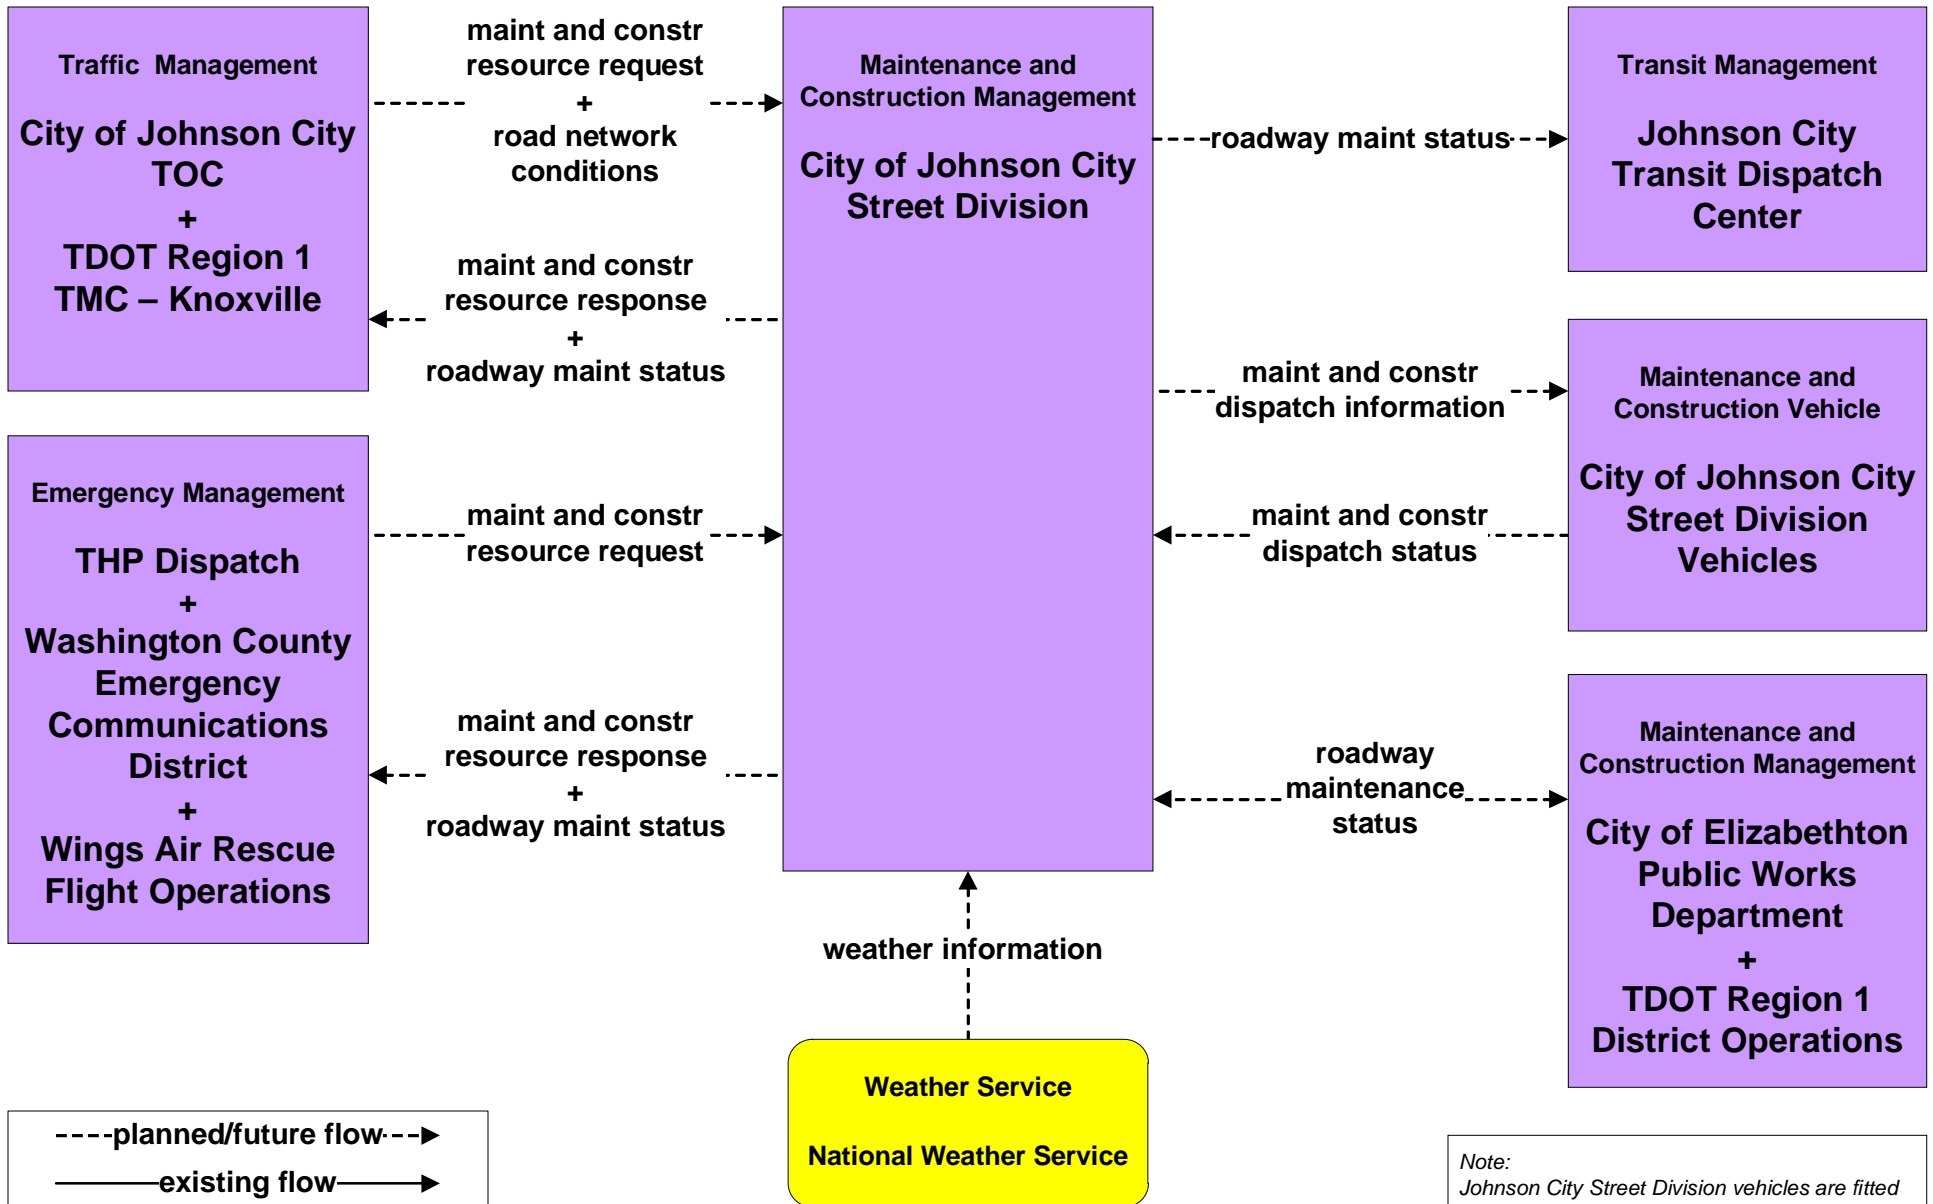 Traffic Management
City of Johnson City
TOC
+
TDOT Region 1
TMC – Knoxville
maint and constr
resource request
+
road network
conditions
maint and constr
resource response
+
roadway maint status
Emergency Management
THP Dispatch
+
Washington County
Emergency
Communications
District
+
Wings Air Rescue
Flight Operations
maint and constr
resource request
maint and constr
resource response
+
roadway maint status
Maintenance and
Construction Management
City of Johnson City
Street Division
roadway maint status
Transit Management
Johnson City
Transit Dispatch
Center
maint and constr
dispatch information
maint and constr
dispatch status
Maintenance and
Construction Vehicle
City of Johnson City
Street Division
Vehicles
roadway
maintenance
status
Maintenance and
Construction Management
City of Elizabethton
Public Works
Department
+
TDOT Region 1
District Operations
weather information
Weather Service
National Weather Service
planned/future flow
existing flow
Note:
Johnson City Street Division vehicles are fitted